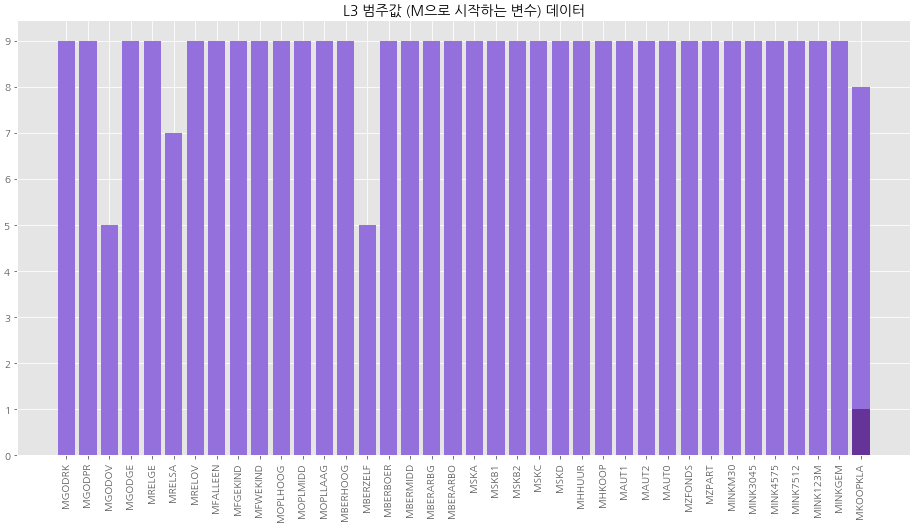 L3 범주값 (M으로 시작하는 변수) 데이터
9
8
7
6
5
4
3
2
1
0
MGODRK
MGODPR
MGODOV
MGODGE
MRELGE
MRELSA
MRELOV
MFALLEEN
MFGEKIND
MFWEKIND
MOPLHOOG
MOPLMIDD
MOPLLAAG
MBERHOOG
MBERZELF
MBERBOER
MBERMIDD
MBERARBG
MBERARBO
MSKA
MSKB1
MSKB2
MSKC
MSKD
MHHUUR
MHKOOP
MAUT1
MAUT2
MAUT0
MZFONDS
MZPART
MINKM30
MINK3045
MINK4575
MINK7512
MINK123M
MINKGEM
MKOOPKLA